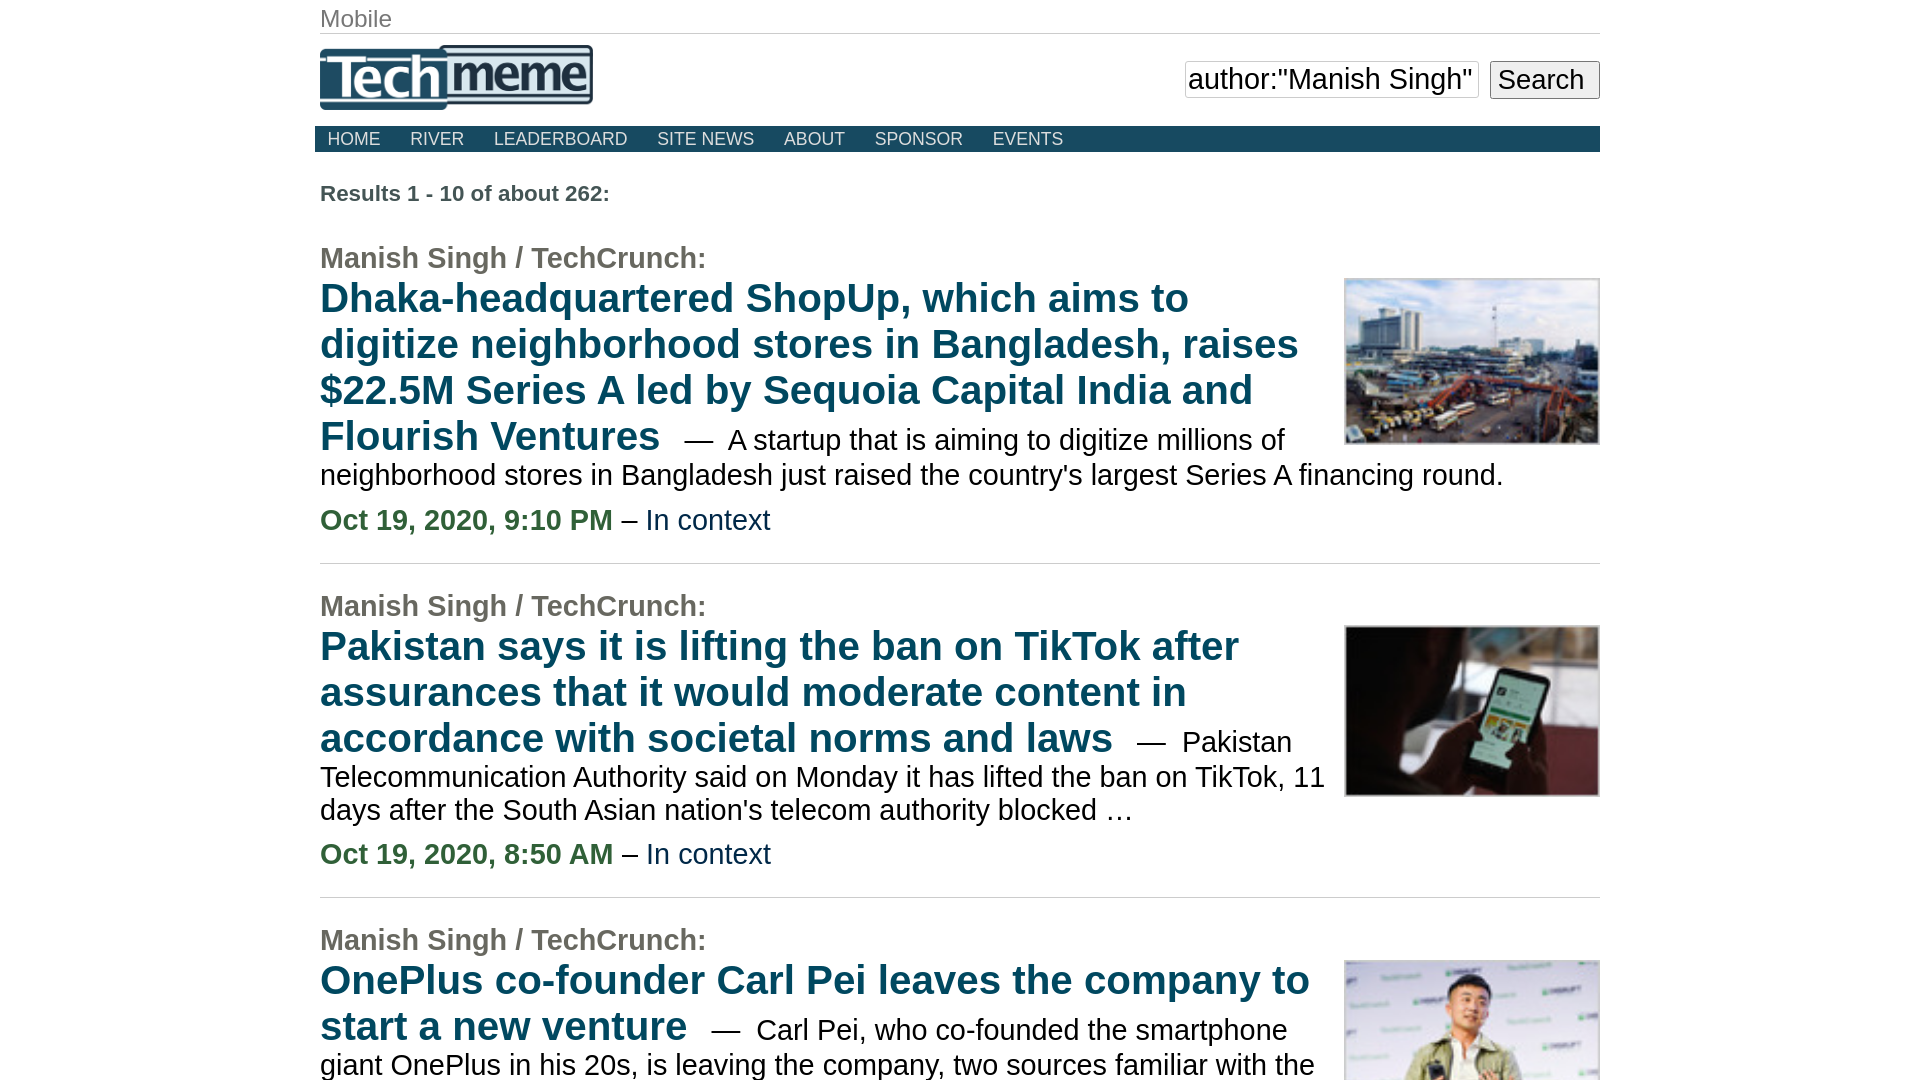 Mobile
Techmeme
author:"Manish Singh"
Search
HOME RIVER LEADERBOARD SITE NEWS ABOUT SPONSOR EVENTS
Results 1 - 10 of about 262:
Manish Singh / TechCrunch:
Dhaka-headquartered ShopUp, which aims to
digitize neighborhood stores in Bangladesh, raises
$22.5M Series A led by Sequoia Capital India and
Flourish Ventures — A startup that is aiming to digitize millions of
neighborhood stores in Bangladesh just raised the country's largest Series A financing round.
Oct 19, 2020, 9:10 PM – In context
Manish Singh / TechCrunch:
Pakistan says it is lifting the ban on TikTok after
assurances that it would moderate content in
accordance with societal norms and laws — Pakistan
Telecommunication Authority said on Monday it has lifted the ban on TikTok, 11
days after the South Asian nation's telecom authority blocked …
Oct 19, 2020, 8:50 AM – In context
Manish Singh / TechCrunch:
OnePlus co-founder Carl Pei leaves the company to
start a new venture — Carl Pei, who co-founded the smartphone
giant OnePlus in his 20s, is leaving the company, two sources familiar with the